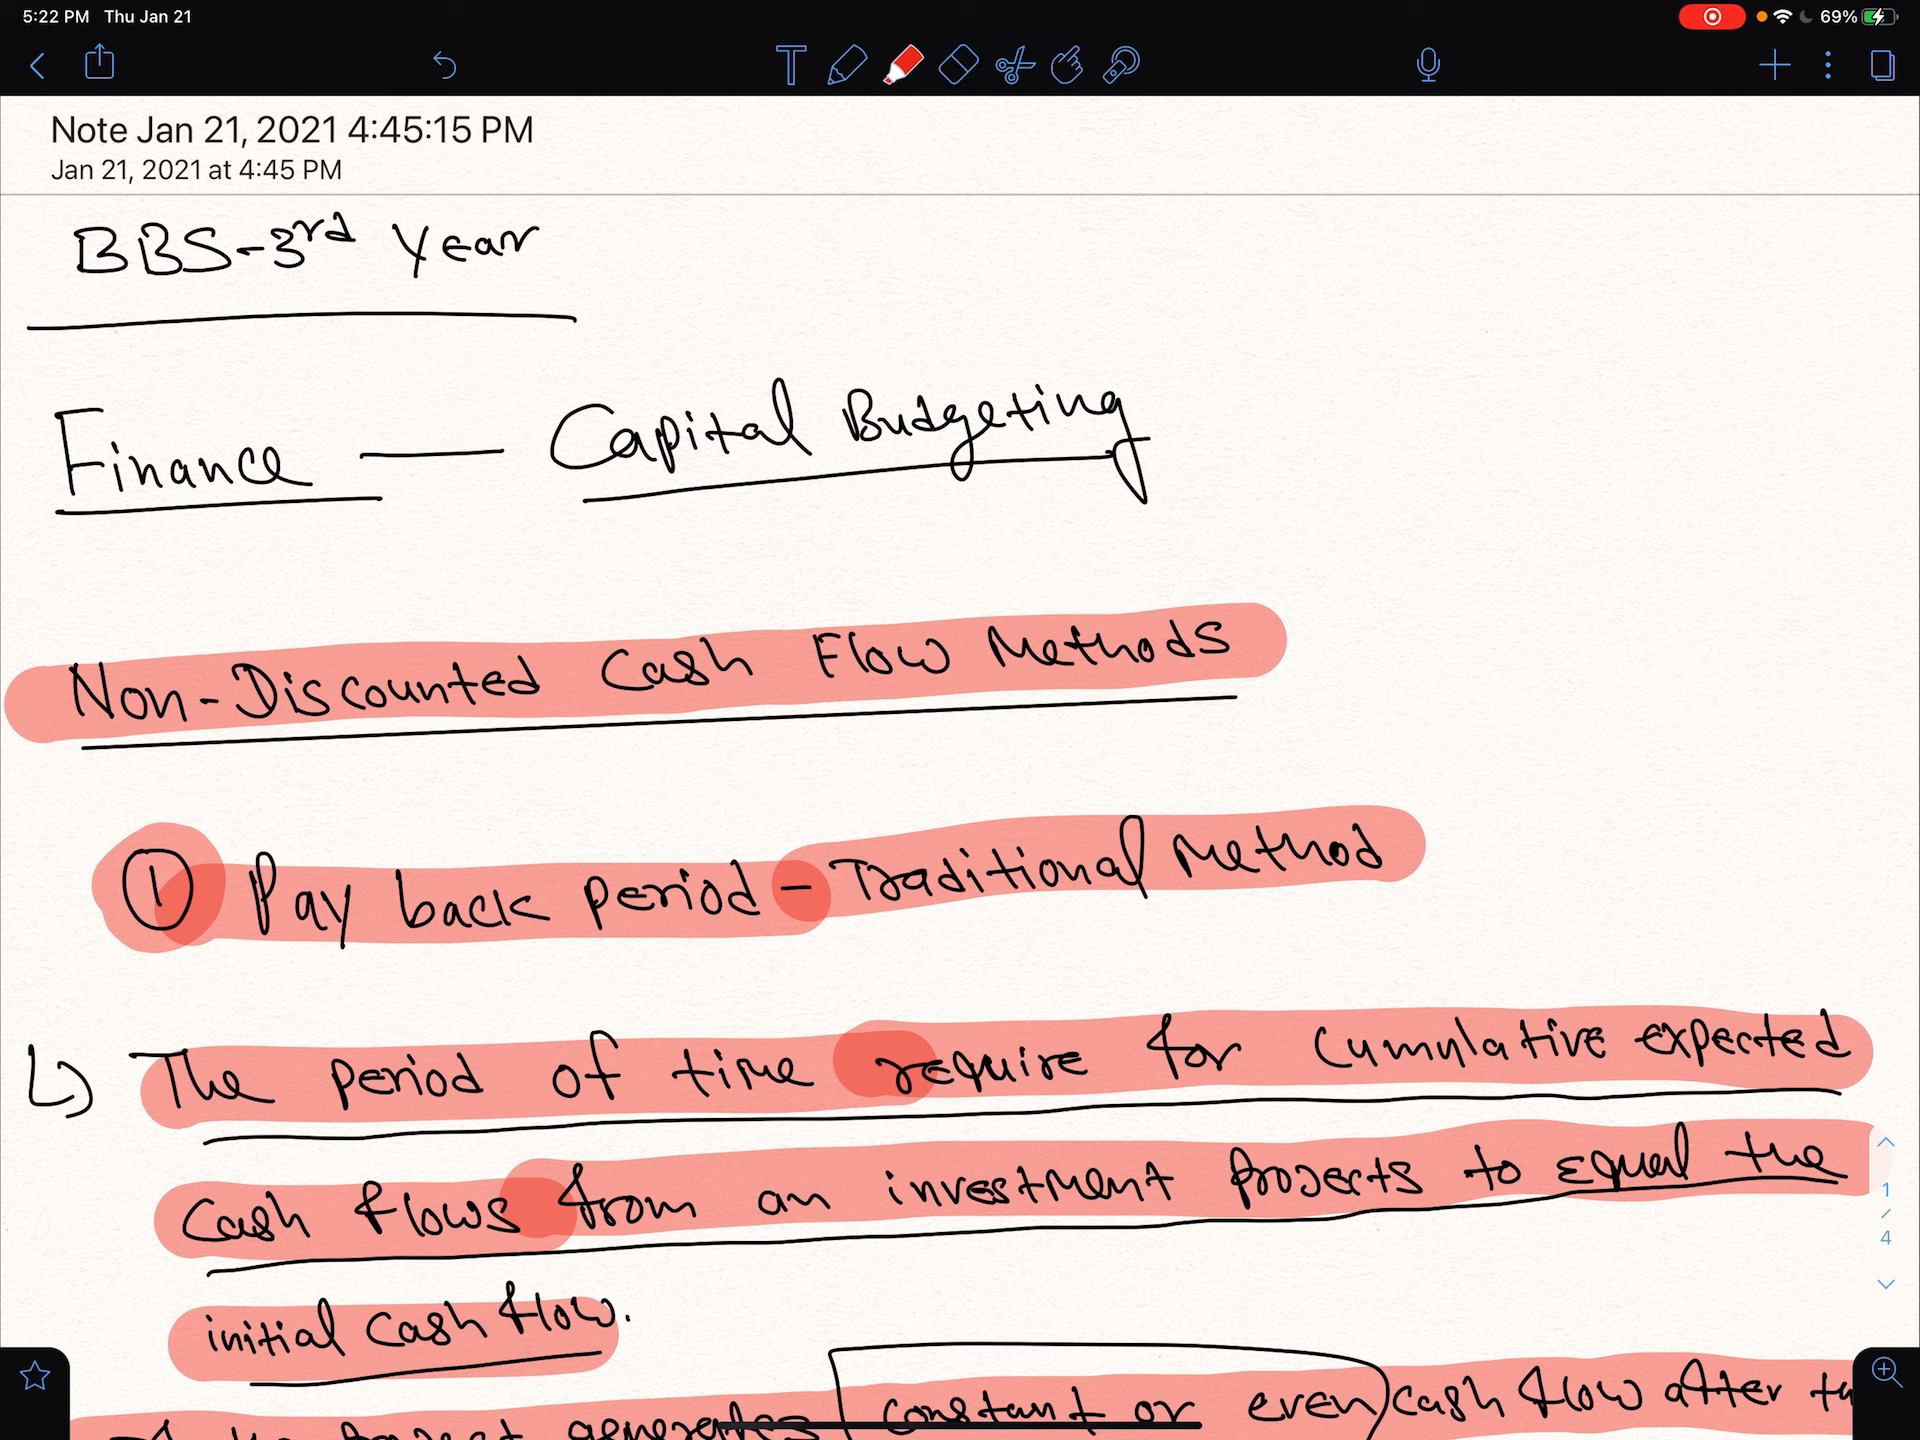 5:22 PM Thu Jan 21
69%
Note Jan 21, 2021 4:45:15 PM
Jan 21, 2021 at 4:45 PM
BBS-3rd Year
Finance — Capital Budgeting
Non-Discounted Cash Flow Methods
① Pay back period - Traditional Method
↳ The period of time require for cumulative expected
cash flows from an investment projects to equal the
initial cash flow.
generates constant or even cash flow after
1
/
4